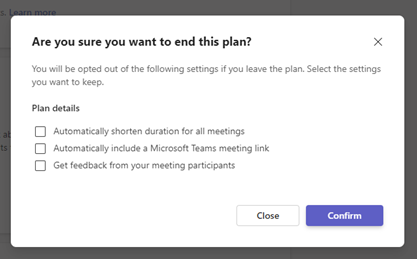 s. Learn more
Are you sure you want to end this plan?
You will be opted out of the following settings if you leave the plan. Select the settings
you want to keep.
Plan details
ab
Automatically shorten duration for all meetings
ts
Automatically include a Microsoft Teams meeting link
Get feedback from your meeting participants
Close
Confirm